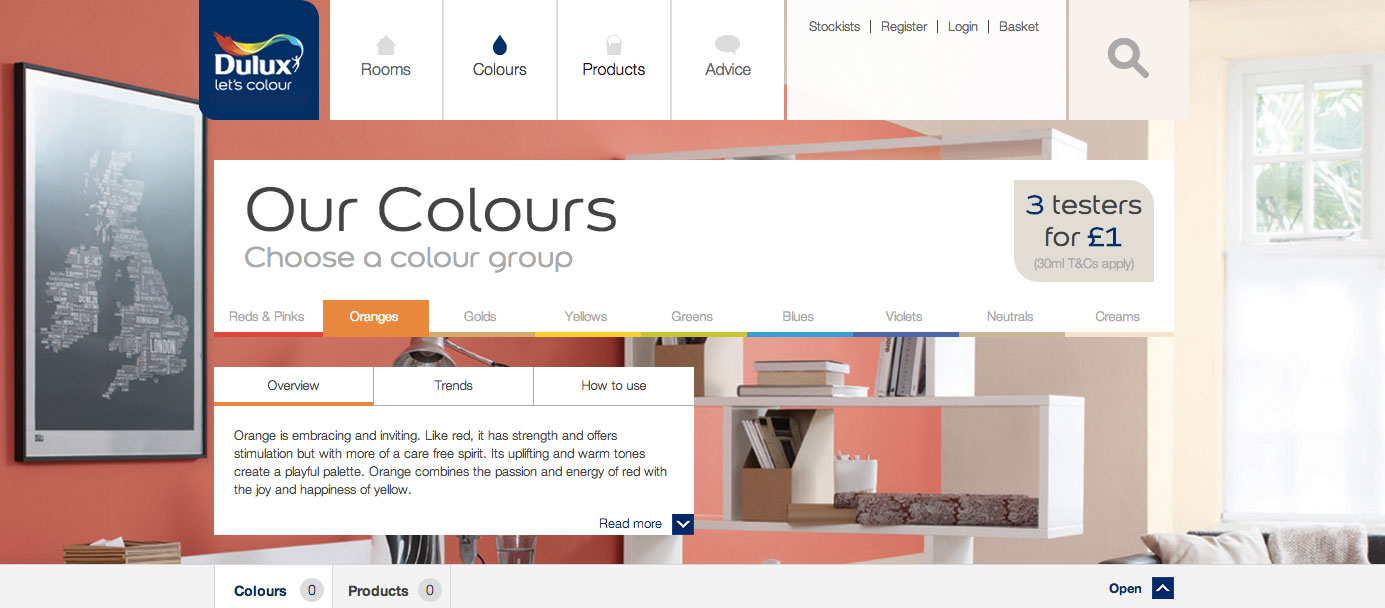 Dulux
let's colour
Rooms
Colours
Products
Advice
Stockists | Register | Login | Basket
Our Colours
Choose a colour group
3 testers
for £1
(30ml T&Cs apply)
Reds & Pinks
Oranges
Golds
Yellows
Greens
Blues
Violets
Neutrals
Creams
LONDON
Overview
Trends
How to use
Orange is embracing and inviting. Like red, it has strength and offers
stimulation but with more of a care free spirit. Its uplifting and warm tones
create a playful palette. Orange combines the passion and energy of red with
the joy and happiness of yellow.
Read more
Colours 0
Products 0
Open